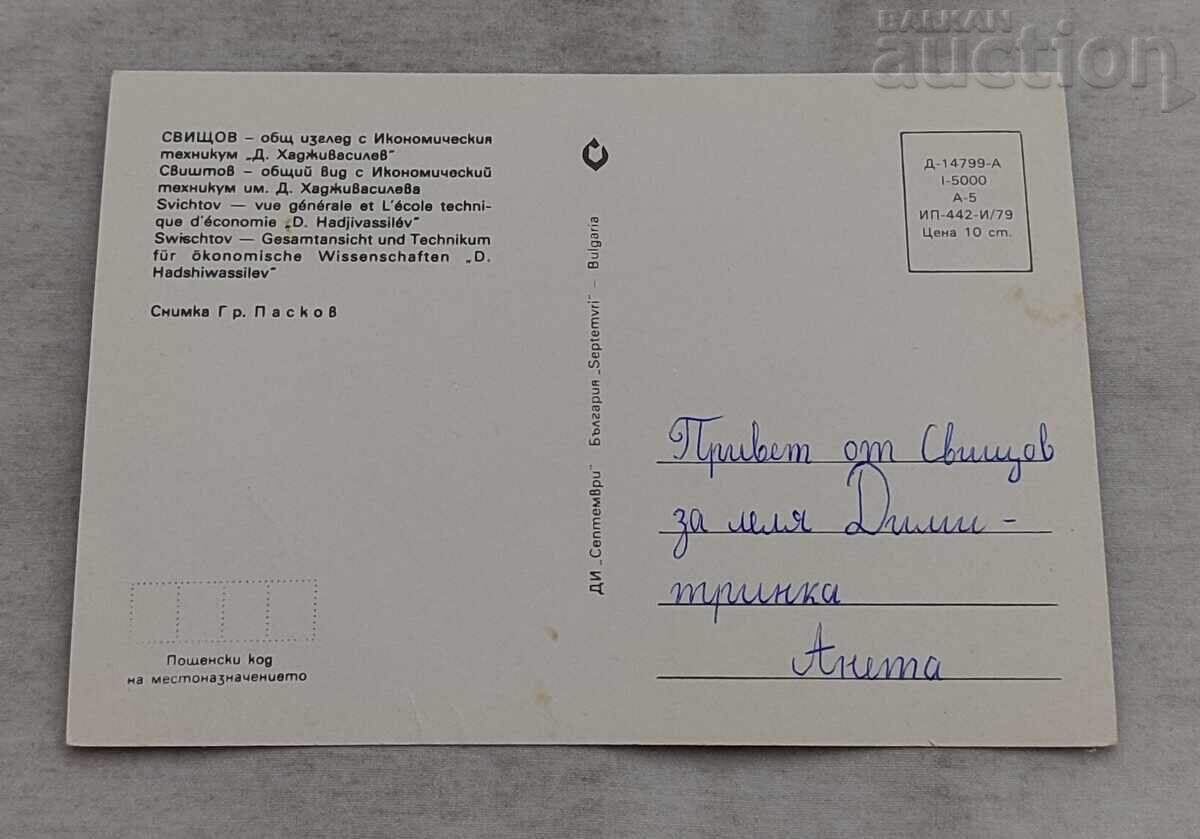 BALKAN
auction
СВИЩОВ – общ изглед с Икономическия
техникум „Д. Хадживасилев"
Свиштов – общий вид с Икономический
техникум им. Д. Хадживасилева
Svichtov — vue générale et L'école techni-
que d'économie „D. Hadjivassilév"
Swischtov — Gesamtansicht und Technikum
für ökonomische Wissenschaften „D.
Hadshiwassilev"
Снимка Гр. Пасков
Пощенски код
на местоназначението
ДИ „Септември" България „Septemvri" – Bulgaria
Д-14799-А
I-5000
А-5
ИП-442-И/79
Цена 10 ст.
Привет от Свищов
за леля Дими-
тринка
Анета